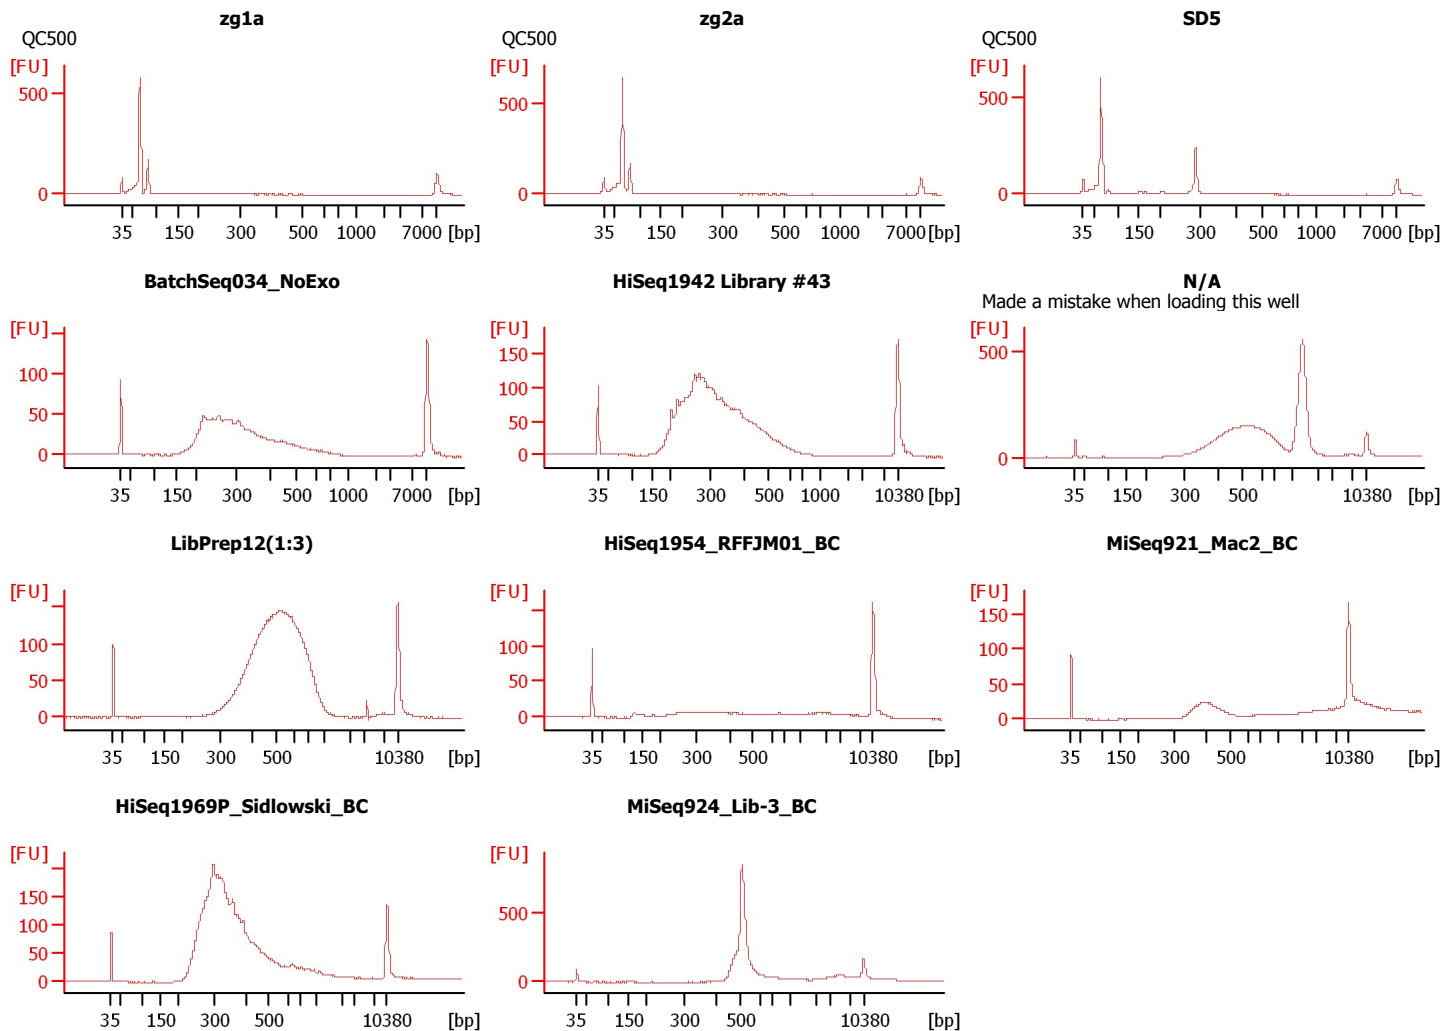 zg1a
QC500
[FU]
500
0
35 150 300 500 1000 7000 [bp]
zg2a
QC500
[FU]
500
0
35 150 300 500 1000 7000 [bp]
SD5
QC500
[FU]
500
0
35 150 300 500 1000 7000 [bp]
BatchSeq034_NoExo
[FU]
100
50
0
35 150 300 500 1000 7000 [bp]
HiSeq1942 Library #43
[FU]
150
100
50
0
35 150 300 500 1000 10380 [bp]
N/A
Made a mistake when loading this well
[FU]
500
0
35 150 300 500 10380 [bp]
LibPrep12(1:3)
[FU]
100
50
0
35 150 300 500 10380 [bp]
HiSeq1954_RFFJM01_BC
[FU]
100
50
0
35 150 300 500 10380 [bp]
MiSeq921_Mac2_BC
[FU]
150
100
50
0
35 150 300 500 10380 [bp]
HiSeq1969P_Sidlowski_BC
[FU]
150
100
50
0
35 150 300 500 10380 [bp]
MiSeq924_Lib-3_BC
[FU]
500
0
35 150 300 500 10380 [bp]